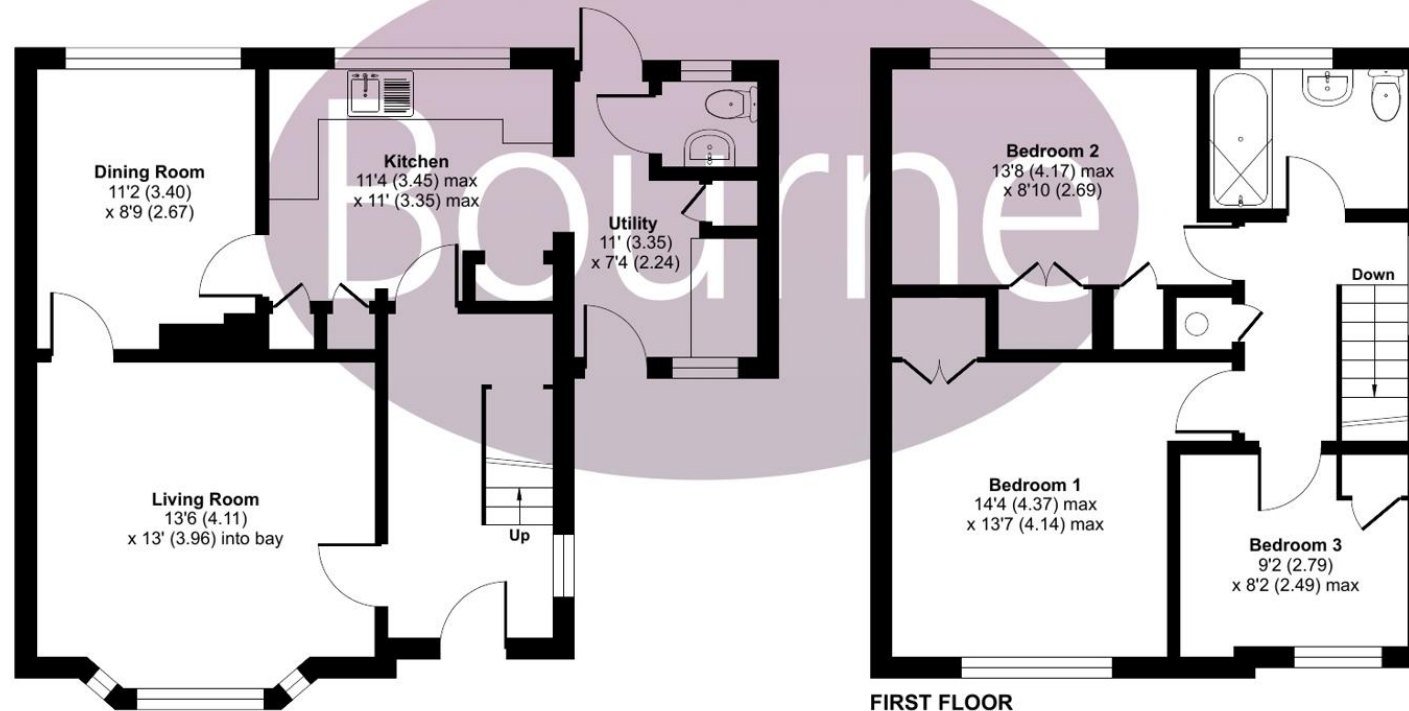 Bourne
Dining Room
11'2 (3.40)
x 8'9 (2.67)
Kitchen
11'4 (3.45) max
x 11' (3.35) max
Utility
11' (3.35)
x 7'4 (2.24)
Living Room
13'6 (4.11)
x 13' (3.96) into bay
Up
Bedroom 2
13'8 (4.17) max
x 8'10 (2.69)
Down
Bedroom 1
14'4 (4.37) max
x 13'7 (4.14) max
Bedroom 3
9'2 (2.79)
x 8'2 (2.49) max
FIRST FLOOR